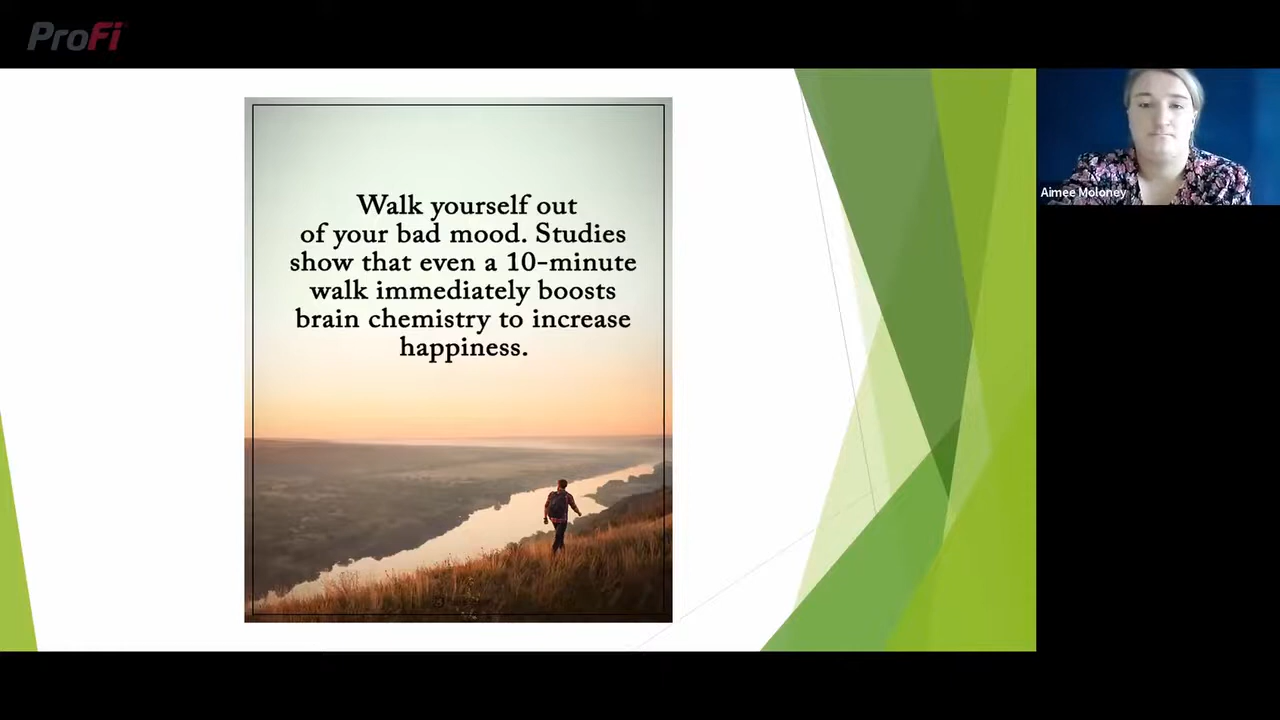 ProFi
Walk yourself out
of your bad mood. Studies
show that even a 10-minute
walk immediately boosts
brain chemistry to increase
happiness.
Aimee Moloney